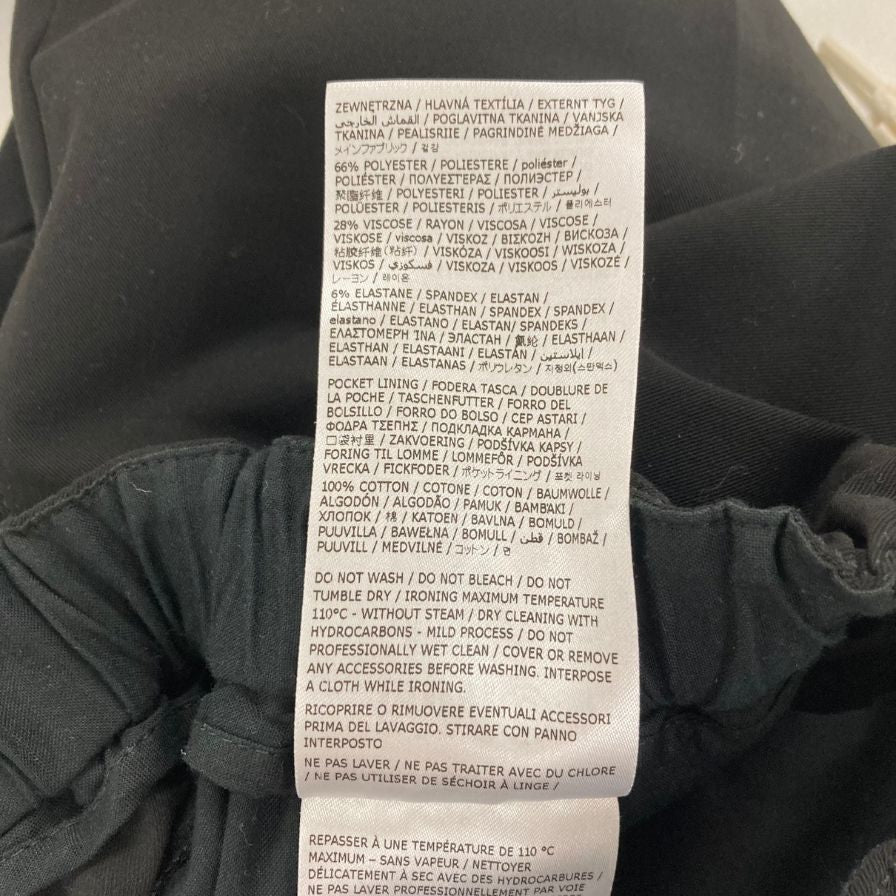 ZEWNĘTRZNA / HLAVNÁ TEXTÍLIA / EXTERNT TYG /
القماش الخارجي / POGLAVITNA TKANINA / VANJSKA
TKANINA / PEALISRIIE / PAGRINDINĖ MEDŽIAGA /
メインファブリック / 겉감
66% POLYESTER / POLIESTERE / poliéster /
POLIÉSTER / ΠΟΛΥΕΣΤΈΡΑΣ / ПОЛИЭСТЕР /
聚酯纤维 / POLYESTERI / POLIESTER / بوليستر /
POLÜESTER / POLIESTERIS / ポリエステル / 폴리에스터
28% VISCOSE / RAYON / VISCOSA / VISCOSE /
VISKOSE / viscosa / VISKOZ / ΒΙΣΚΌΖΗ / ВИСКОЗА /
粘胶纤维(粘纤) / VISKÓZA / VISKOOSI / WISKOZA /
VISKOS / فسكوزي / VISKOZA / VISKOOS / VISKOZĖ /
レーヨン / 레이온
6% ELASTANE / SPANDEX / ELASTAN /
ÉLASTHANNE / ELASTHAN / SPANDEX / SPANDEX /
elastano / ELASTANO / ELASTAN/ SPANDEKS /
ΕΛΑΣΤΟΜΕΡΉ ΊΝΑ / ЭЛАСТАН / 氨纶 / ELASTHAAN /
ELASTHAN / ELASTAANI / ELASTÁN / إيلاستين /
ELASTAAN / ELASTANAS / ポリウレタン / 지정외(스판덱스)
POCKET LINING / FODERA TASCA / DOUBLURE DE
LA POCHE / TASCHENFUTTER / FORRO DEL
BOLSILLO / FORRO DO BOLSO / CEP ASTARI /
ΦΟΔΡΑ ΤΣΕΠΗΣ / ПОДКЛАДКА КАРМАНА /
口袋衬里 / ZAKVOERING / PODŠÍVKA KAPSY /
FORING TIL LOMME / LOMMEFÔR / PODŠÍVKA
VRECKA / FICKFODER / ポケットライニング / 포켓 라이닝
100% COTTON / COTONE / COTON / BAUMWOLLE /
ALGODÓN / ALGODÃO / PAMUK / ΒΑΜΒΑΚΙ /
ХЛОПОК / 棉 / KATOEN / BAVLNA / BOMULD /
PUUVILLA / BAWEŁNA / BOMULL / قطن / BOMBAŽ /
PUUVILL / MEDVILNĖ / コットン / 면
DO NOT WASH / DO NOT BLEACH / DO NOT
TUMBLE DRY / IRONING MAXIMUM TEMPERATURE
110°C - WITHOUT STEAM / DRY CLEANING WITH
HYDROCARBONS - MILD PROCESS / DO NOT
PROFESSIONALLY WET CLEAN / COVER OR REMOVE
ANY ACCESSORIES BEFORE WASHING. INTERPOSE
A CLOTH WHILE IRONING.
RICOPRIRE O RIMUOVERE EVENTUALI ACCESSORI
PRIMA DEL LAVAGGIO. STIRARE CON PANNO
INTERPOSTO
NE PAS LAVER / NE PAS TRAITER AVEC DU CHLORE
/ NE PAS UTILISER DE SÉCHOIR À LINGE /
REPASSER À UNE TEMPÉRATURE DE 110 °C
MAXIMUM – SANS VAPEUR / NETTOYER
DÉLICATEMENT À SEC AVEC DES HYDROCARBURES /
NE PAS NETTOYER PROFESSIONNELLEMENT PAR VOIE